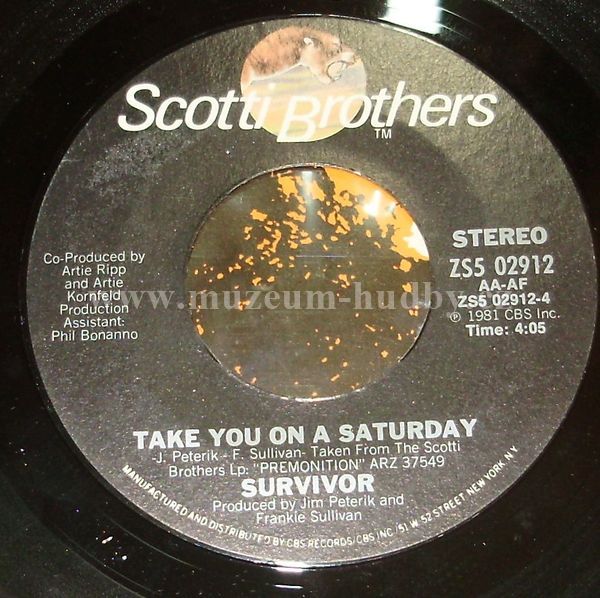 Scotti Brothers
TM
Co-Produced by
Artie Ripp
and Artie
Kornfeld
Production
Assistant:
Phil Bonanno
STEREO
ZS5 02912
AA-AF
ZS5 02912-4
℗ 1981 CBS Inc.
Time: 4:05
www.muzeum-hudby
TAKE YOU ON A SATURDAY
-J. Peterik - F. Sullivan- Taken From The Scotti
Brothers Lp: "PREMONITION" ARZ 37549
SURVIVOR
Produced by Jim Peterik and
Frankie Sullivan
MANUFACTURED AND DISTRIBUTED BY CBS RECORDS/CBS INC./51 W. 52 STREET, NEW YORK, N.Y.